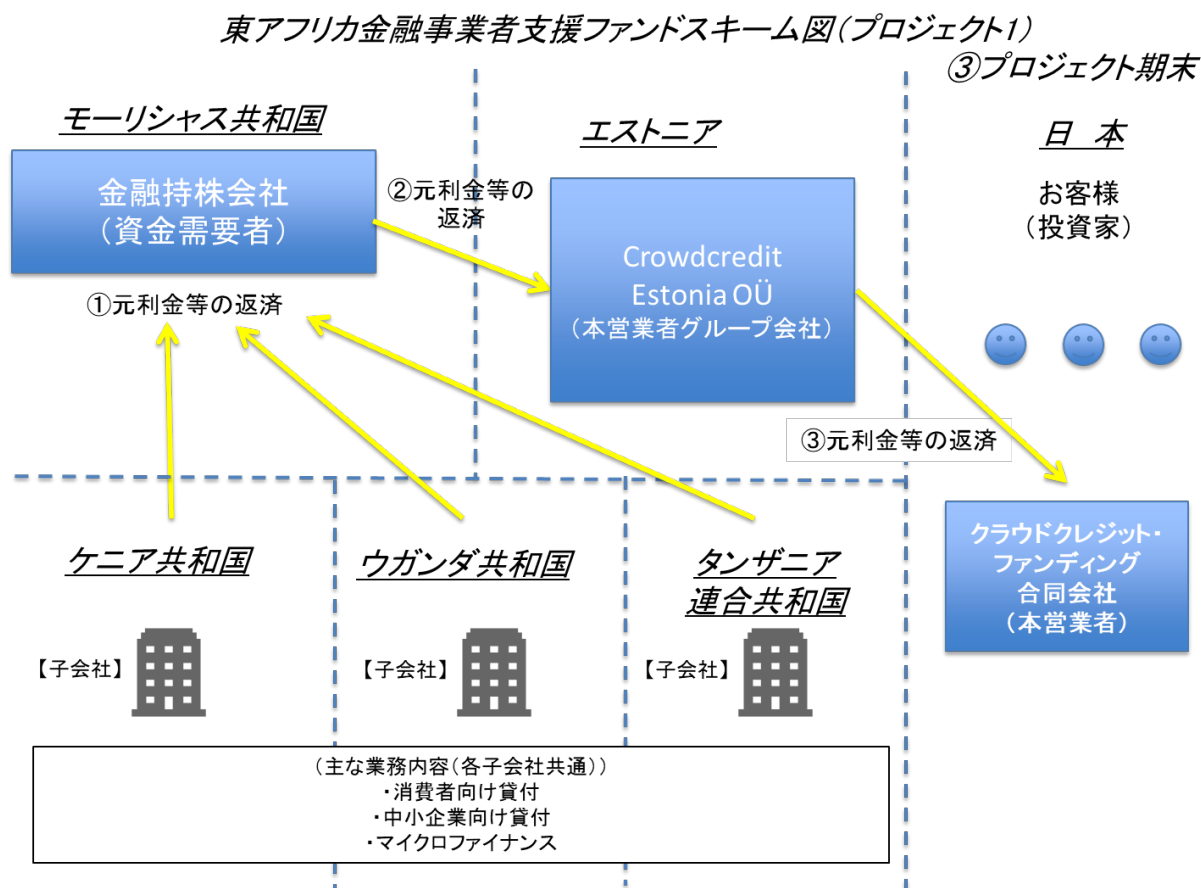 東アフリカ金融事業者支援ファンドスキーム図(プロジェクト1)
③プロジェクト期末
モーリシャス共和国
エストニア
日　本
金融持株会社
(資金需要者)
②元利金等の
返済
お客様
(投資家)
Crowdcredit
Estonia OÜ
(本営業者グループ会社)
①元利金等の返済
③元利金等の返済
ケニア共和国
ウガンダ共和国
タンザニア
連合共和国
クラウドクレジット・
ファンディング
合同会社
(本営業者)
【子会社】
【子会社】
【子会社】
(主な業務内容(各子会社共通))
・消費者向け貸付
・中小企業向け貸付
・マイクロファイナンス